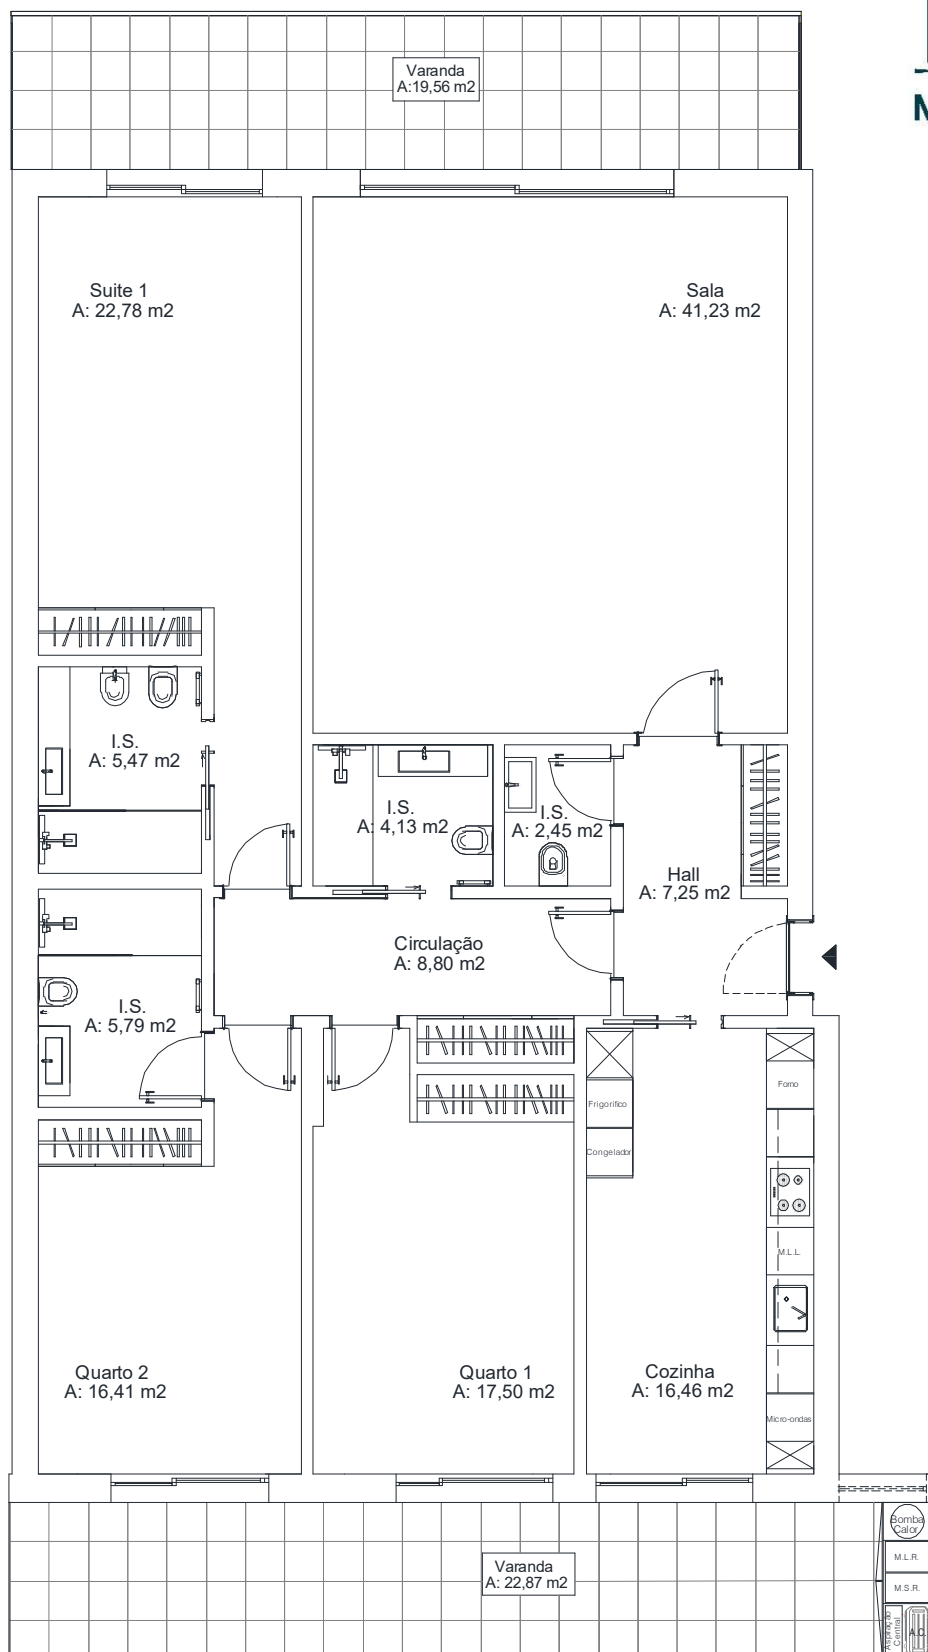 Varanda
A:19,56 m2
M
Suite 1
A: 22,78 m2
Sala
A: 41,23 m2
I.S.
A: 5,47 m2
I.S.
A: 4,13 m2
I.S.
A: 2,45 m2
Hall
A: 7,25 m2
Circulação
A: 8,80 m2
I.S.
A: 5,79 m2
Forno
Frigorifico
Congelador
M.L.L.
Quarto 2
A: 16,41 m2
Quarto 1
A: 17,50 m2
Cozinha
A: 16,46 m2
Micro-ondas
Bomba
Calor
Varanda
A: 22,87 m2
M.L.R.
M.S.R.
Aspiração
Central
A.C.